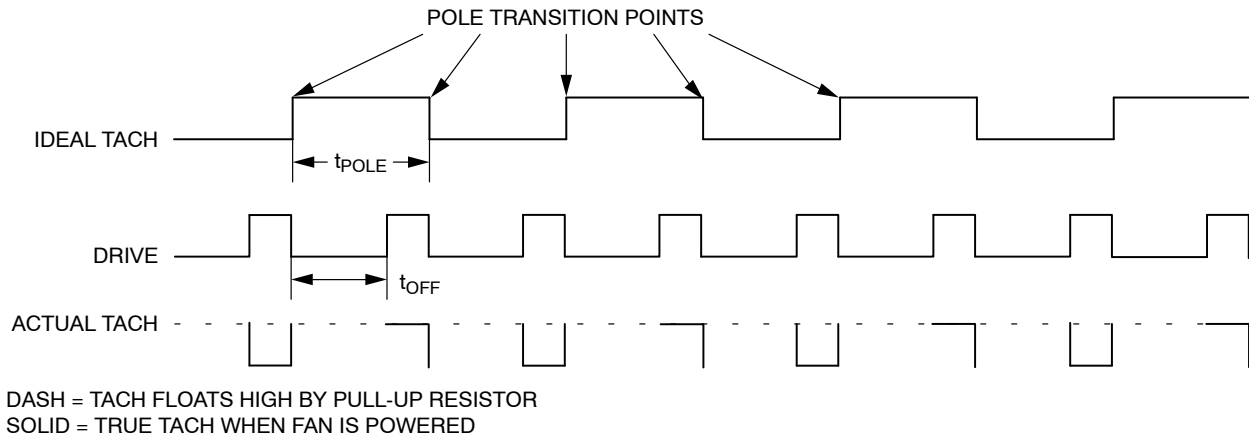 POLE TRANSITION POINTS
IDEAL TACH
tPOLE
DRIVE
tOFF
ACTUAL TACH
DASH = TACH FLOATS HIGH BY PULL-UP RESISTOR
SOLID = TRUE TACH WHEN FAN IS POWERED